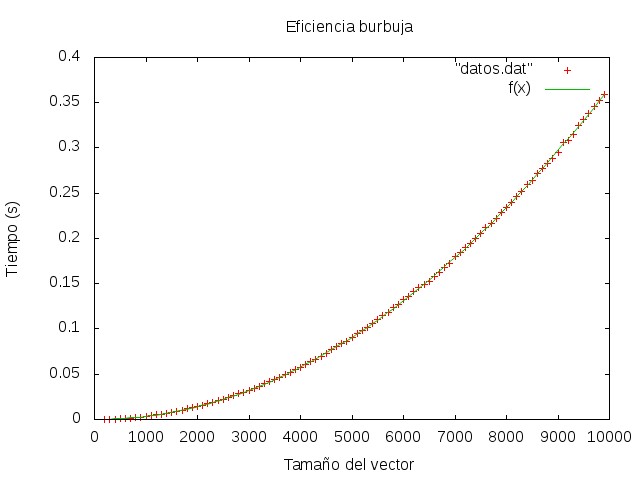 Eficiencia burbuja
0.4
0.35
0.3
0.25
0.2
0.15
0.1
0.05
0
"datos.dat"
f(x)
Tiempo (s)
0 1000 2000 3000 4000 5000 6000 7000 8000 9000 10000
Tamaño del vector